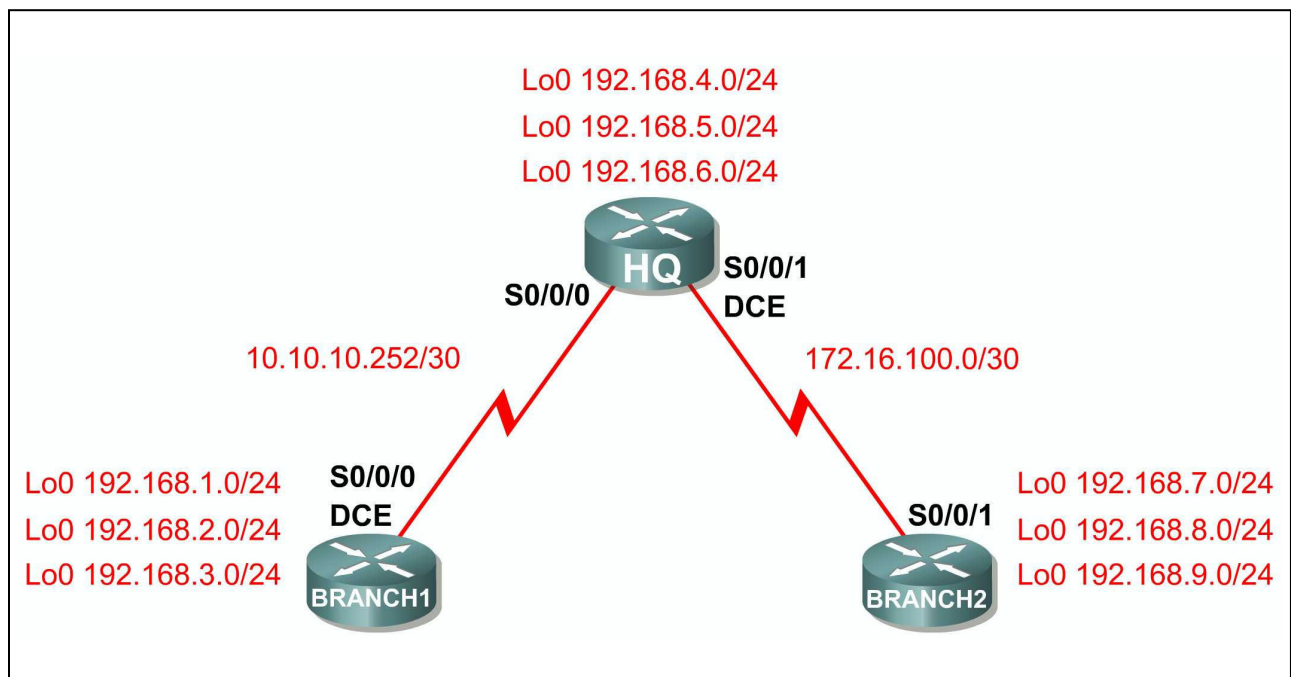 Lo0 192.168.4.0/24
Lo0 192.168.5.0/24
Lo0 192.168.6.0/24
HQ
S0/0/0
S0/0/1
DCE
10.10.10.252/30
172.16.100.0/30
Lo0 192.168.1.0/24
Lo0 192.168.2.0/24
Lo0 192.168.3.0/24
S0/0/0
DCE
BRANCH1
S0/0/1
BRANCH2
Lo0 192.168.7.0/24
Lo0 192.168.8.0/24
Lo0 192.168.9.0/24